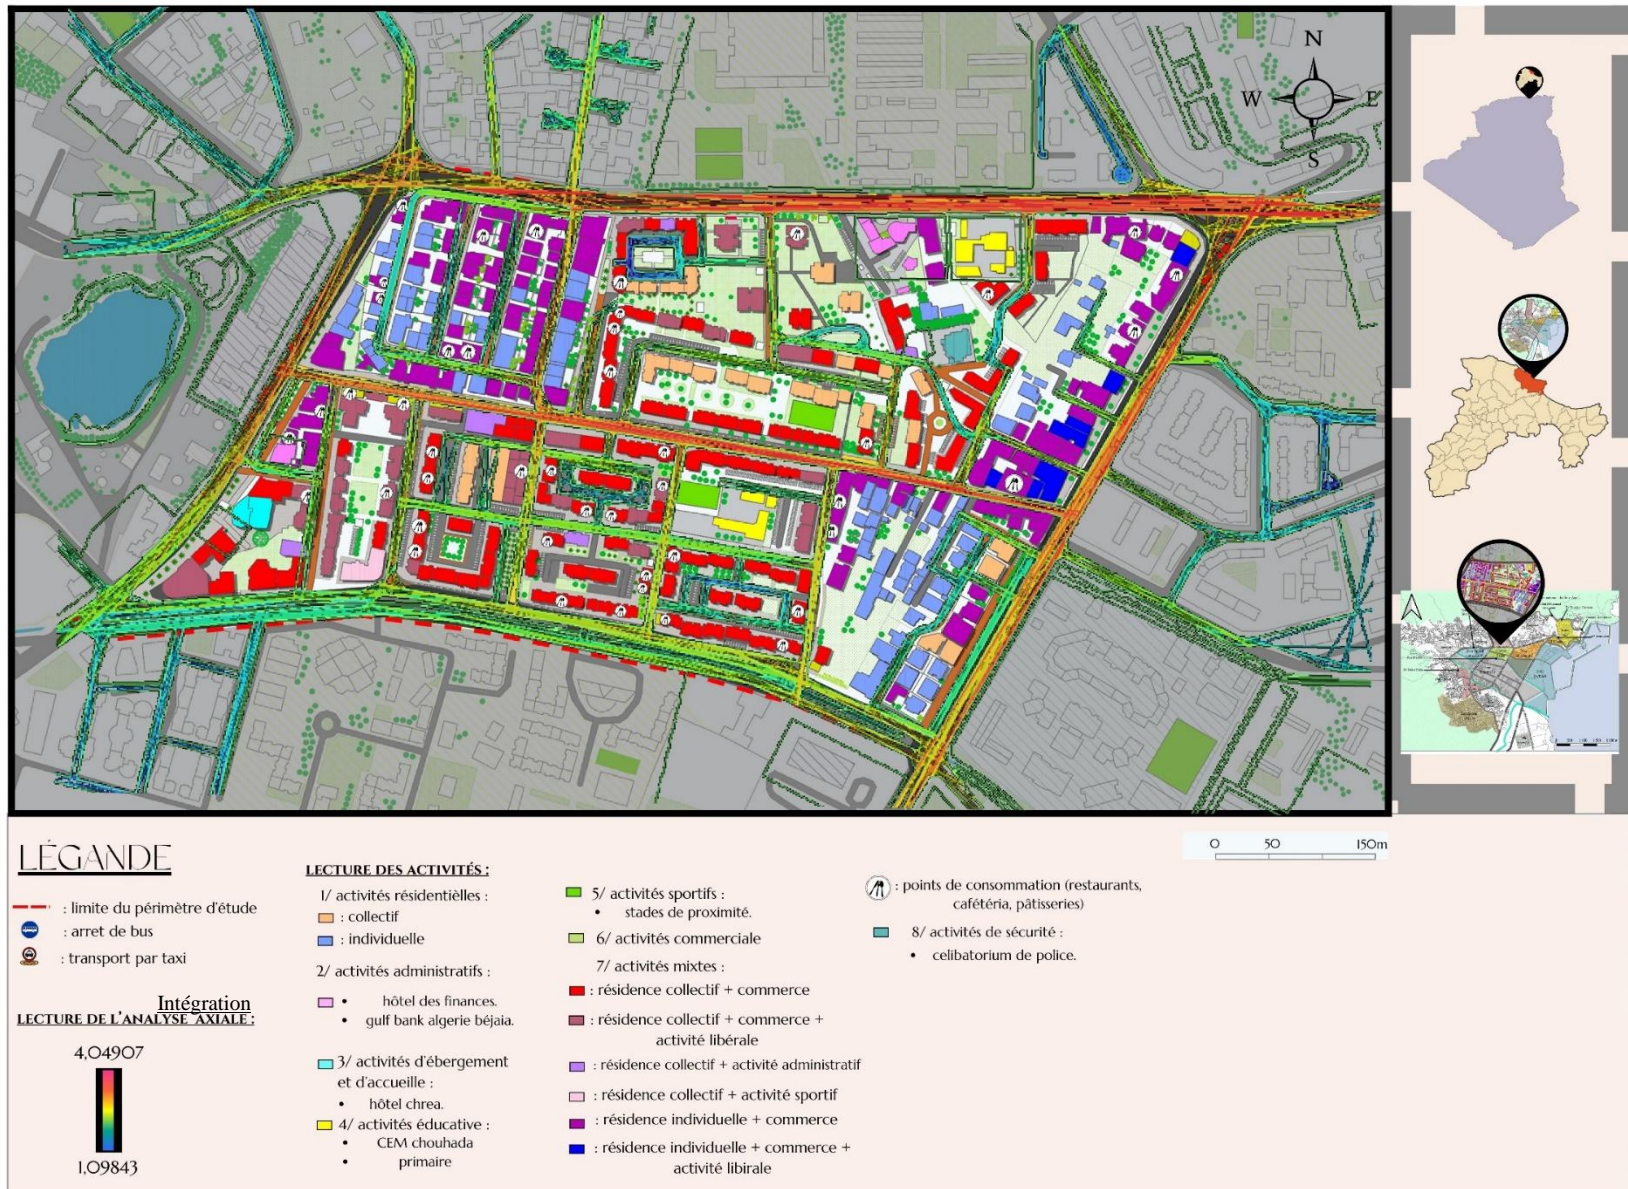 N
W
E
S
LÉGANDE
: limite du périmètre d'étude
: arret de bus
: transport par taxi
Intégration
LECTURE DE L'ANALYSE AXIALE :
4,04907
1,09843
LECTURE DES ACTIVITÉS :
1/ activités résidentièlles :
: collectif
: individuelle
2/ activités administratifs :
• hôtel des finances.
• gulf bank algerie béjaia.
3/ activités d'ébergement
et d'accueille :
• hôtel chrea.
4/ activités éducative :
• CEM chouhada
• primaire
5/ activités sportifs :
• stades de proximité.
6/ activités commerciale
7/ activités mixtes :
: résidence collectif + commerce
: résidence collectif + commerce +
activité libérale
: résidence collectif + activité administratif
: résidence collectif + activité sportif
: résidence individuelle + commerce
: résidence individuelle + commerce +
activité libirale
: points de consommation (restaurants,
cafétéria, pâtisseries)
8/ activités de sécurité :
• celibatorium de police.
0 50 150m